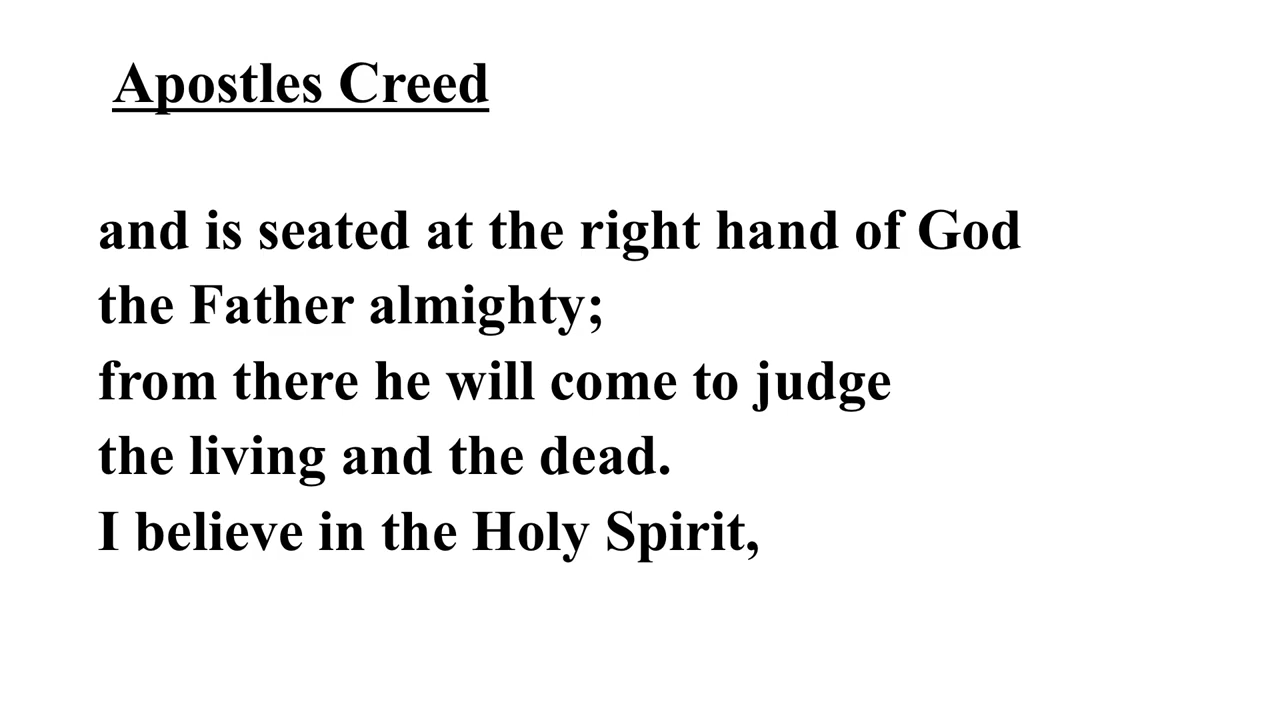 Apostles Creed
and is seated at the right hand of God
the Father almighty;
from there he will come to judge
the living and the dead.
I believe in the Holy Spirit,